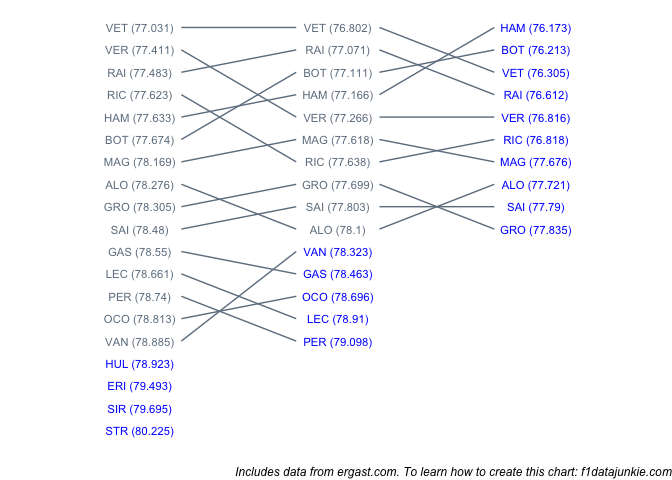 VET (77.031) VET (76.802) HAM (76.173)
VER (77.411) RAI (77.071) BOT (76.213)
RAI (77.483) BOT (77.111) VET (76.305)
RIC (77.623) HAM (77.166) RAI (76.612)
HAM (77.633) VER (77.266) VER (76.816)
BOT (77.674) MAG (77.618) RIC (76.818)
MAG (78.169) RIC (77.638) MAG (77.676)
ALO (78.276) GRO (77.699) ALO (77.721)
GRO (78.305) SAI (77.803) SAI (77.79)
SAI (78.48) ALO (78.1) GRO (77.835)
GAS (78.55) VAN (78.323)
LEC (78.661) GAS (78.463)
PER (78.74) OCO (78.696)
OCO (78.813) LEC (78.91)
VAN (78.885) PER (79.098)
HUL (78.923)
ERI (79.493)
SIR (79.695)
STR (80.225)
Includes data from ergast.com. To learn how to create this chart: f1datajunkie.com